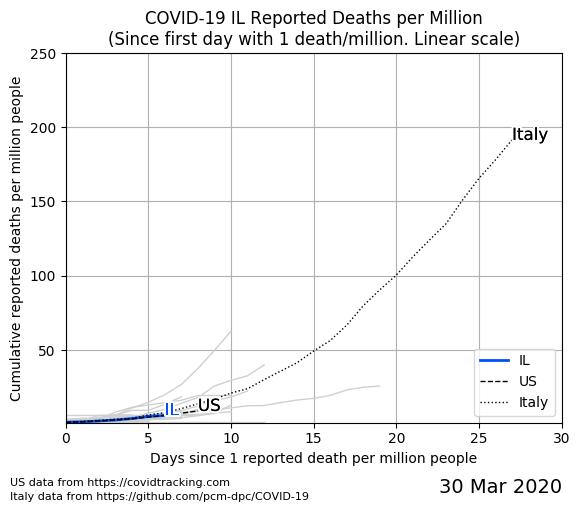 COVID-19 IL Reported Deaths per Million
(Since first day with 1 death/million. Linear scale)
Cumulative reported deaths per million people
250
200
150
100
50
Italy
IL
US
IL
US
Italy
0
5
10
15
20
25
30
Days since 1 reported death per million people
US data from https://covidtracking.com
Italy data from https://github.com/pcm-dpc/COVID-19
30 Mar 2020